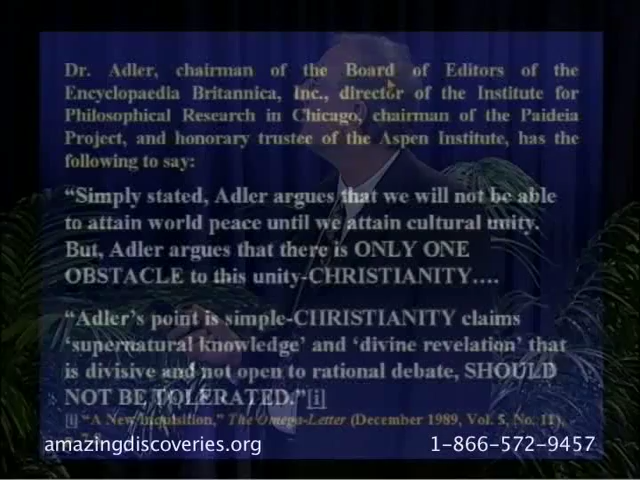 Dr. Adler, chairman of the Board of Editors of the
Encyclopaedia Britannica, Inc., director of the Institute for
Philosophical Research in Chicago, chairman of the Paideia
Project, and honorary trustee of the Aspen Institute, has the
following to say:
“Simply stated, Adler argues that we will not be able
to attain world peace until we attain cultural unity.
But, Adler argues that there is ONLY ONE
OBSTACLE to this unity-CHRISTIANITY….
“Adler’s point is simple-CHRISTIANITY claims
‘supernatural knowledge’ and ‘divine revelation’ that
is divisive and not open to rational debate, SHOULD
NOT BE TOLERATED.”[i]
[i] “A New Inquisition,” The Omega-Letter (December 1989, Vol. 5, No. 11),
amazingdiscoveries.org 1-866-572-9457